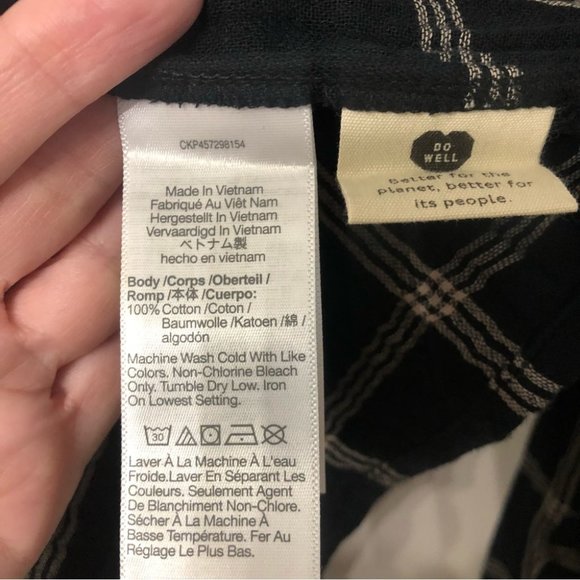 CKP457298154
Made In Vietnam
Fabriqué Au Viêt Nam
Hergestellt In Vietnam
Vervaardigd In Vietnam
ベトナム製
hecho en vietnam
Body /Corps /Oberteil /
Romp /本体 /Cuerpo:
100% Cotton /Coton /
Baumwolle /Katoen /綿 /
algodón
Machine Wash Cold With Like
Colors. Non-Chlorine Bleach
Only. Tumble Dry Low. Iron
On Lowest Setting.
30
Laver À La Machine À L'eau
Froide.Laver En Séparant Les
Couleurs. Seulement Agent
De Blanchiment Non-Chlore.
Sécher À La Machine À
Basse Température. Fer Au
Réglage Le Plus Bas.
DO
WELL
Better for the
planet, better for
its people.